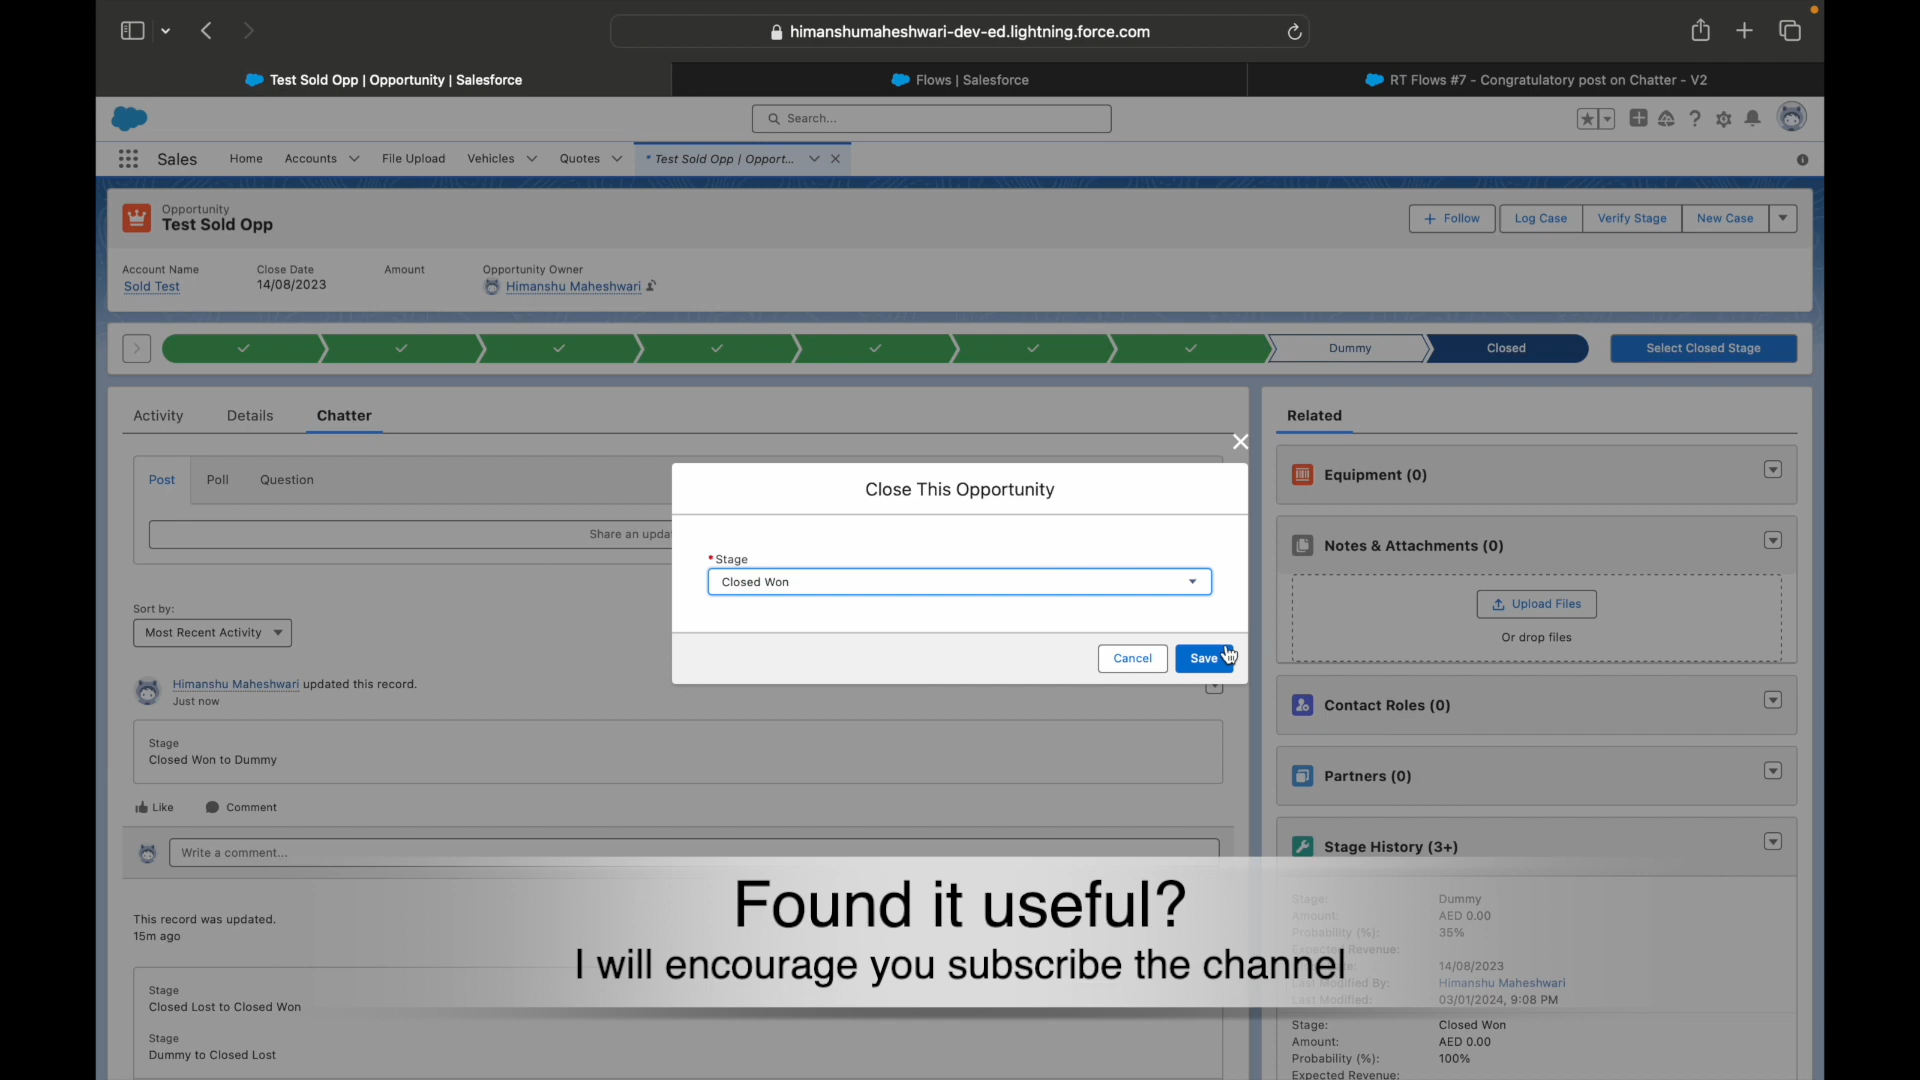 himanshumaheshwari-dev-ed.lightning.force.com
Test Sold Opp | Opportunity | Salesforce
Flows | Salesforce
RT Flows #7 - Congratulatory post on Chatter - V2
Search...
Sales
Home
Accounts
File Upload
Vehicles
Quotes
* Test Sold Opp | Opport...
Opportunity
Test Sold Opp
Follow
Log Case
Verify Stage
New Case
Account Name
Sold Test
Close Date
14/08/2023
Amount
Opportunity Owner
Himanshu Maheshwari
Dummy
Closed
Select Closed Stage
Activity
Details
Chatter
Related
Post
Poll
Question
Share an upda
Sort by:
Most Recent Activity
Himanshu Maheshwari updated this record.
Just now
Stage
Closed Won to Dummy
Like
Comment
Write a comment...
This record was updated.
15m ago
Stage
Closed Lost to Closed Won
Stage
Dummy to Closed Lost
Close This Opportunity
* Stage
Closed Won
Cancel
Save
Equipment (0)
Notes & Attachments (0)
Upload Files
Or drop files
Contact Roles (0)
Partners (0)
Stage History (3+)
Stage: Dummy
Amount: AED 0.00
Probability (%): 35%
Expected Revenue:
14/08/2023
Last Modified By: Himanshu Maheshwari
Last Modified: 03/01/2024, 9:08 PM
Stage: Closed Won
Amount: AED 0.00
Probability (%): 100%
Expected Revenue:
Found it useful?
I will encourage you subscribe the channel